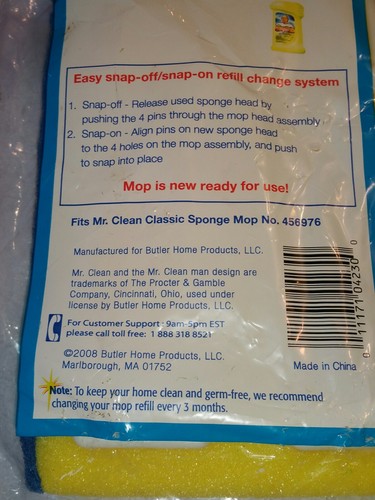 Easy snap-off/snap-on refill change system
1. Snap-off - Release used sponge head by
pushing the 4 pins through the mop head assembly
2. Snap-on - Align pins on new sponge head
to the 4 holes on the mop assembly, and push
to snap into place
Mop is new ready for use!
Fits Mr. Clean Classic Sponge Mop No. 456976
Manufactured for Butler Home Products, LLC.
Mr. Clean and the Mr. Clean man design are
trademarks of The Procter & Gamble
Company, Cincinnati, Ohio, used under
license by Butler Home Products, LLC.
For Customer Support: 9am-5pm EST
please call toll free: 1 888 318 8521
©2008 Butler Home Products, LLC.
Marlborough, MA 01752
0 11171 04230 0
Made in China
Note: To keep your home clean and germ-free, we recommend
changing your mop refill every 3 months.